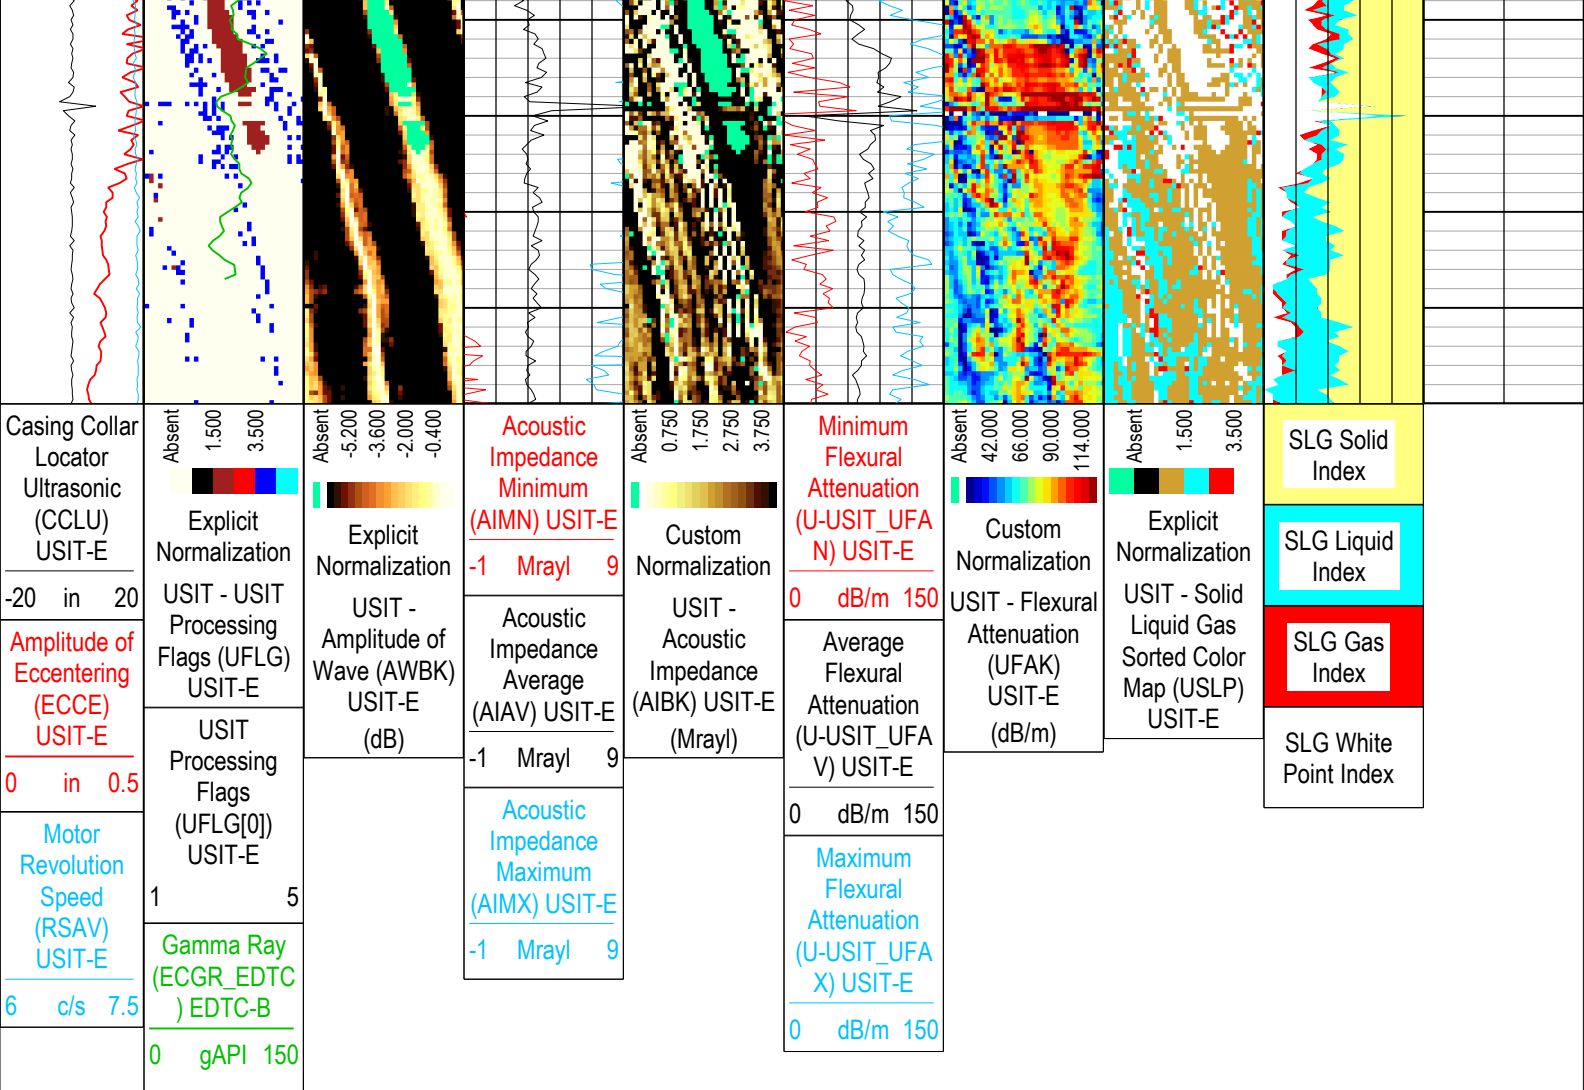 Casing Collar
Locator
Ultrasonic
(CCLU)
USIT-E
-20 in 20
Amplitude of
Eccentering
(ECCE)
USIT-E
0 in 0.5
Motor
Revolution
Speed
(RSAV)
USIT-E
6 c/s 7.5
Absent 1.500 3.500
Explicit
Normalization
USIT - USIT
Processing
Flags (UFLG)
USIT-E
USIT
Processing
Flags
(UFLG[0])
USIT-E
1 5
Gamma Ray
(ECGR_EDTC
) EDTC-B
0 gAPI 150
Absent -5.200 -3.600 -2.000 -0.400
Explicit
Normalization
USIT -
Amplitude of
Wave (AWBK)
USIT-E
(dB)
Acoustic
Impedance
Minimum
(AIMN) USIT-E
-1 Mrayl 9
Acoustic
Impedance
Average
(AIAV) USIT-E
-1 Mrayl 9
Acoustic
Impedance
Maximum
(AIMX) USIT-E
-1 Mrayl 9
Absent 0.750 1.750 2.750 3.750
Custom
Normalization
USIT -
Acoustic
Impedance
(AIBK) USIT-E
(Mrayl)
Minimum
Flexural
Attenuation
(U-USIT_UFA
N) USIT-E
0 dB/m 150
Average
Flexural
Attenuation
(U-USIT_UFA
V) USIT-E
0 dB/m 150
Maximum
Flexural
Attenuation
(U-USIT_UFA
X) USIT-E
0 dB/m 150
Absent 42.000 66.000 90.000 114.000
Custom
Normalization
USIT - Flexural
Attenuation
(UFAK)
USIT-E
(dB/m)
Absent 1.500 3.500
Explicit
Normalization
USIT - Solid
Liquid Gas
Sorted Color
Map (USLP)
USIT-E
SLG Solid
Index
SLG Liquid
Index
SLG Gas
Index
SLG White
Point Index